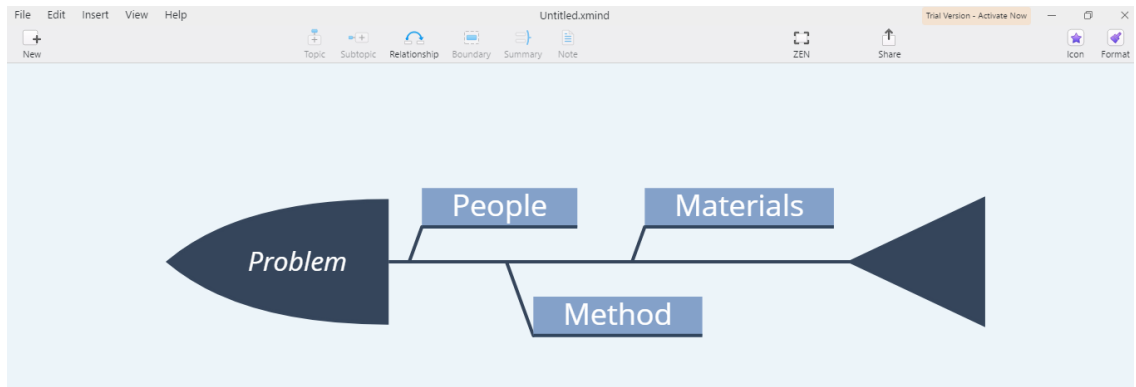 File Edit Insert View Help Untitled.xmind Trial Version - Activate Now
New Topic Subtopic Relationship Boundary Summary Note ZEN Share Icon Format
People Materials
Problem
Method